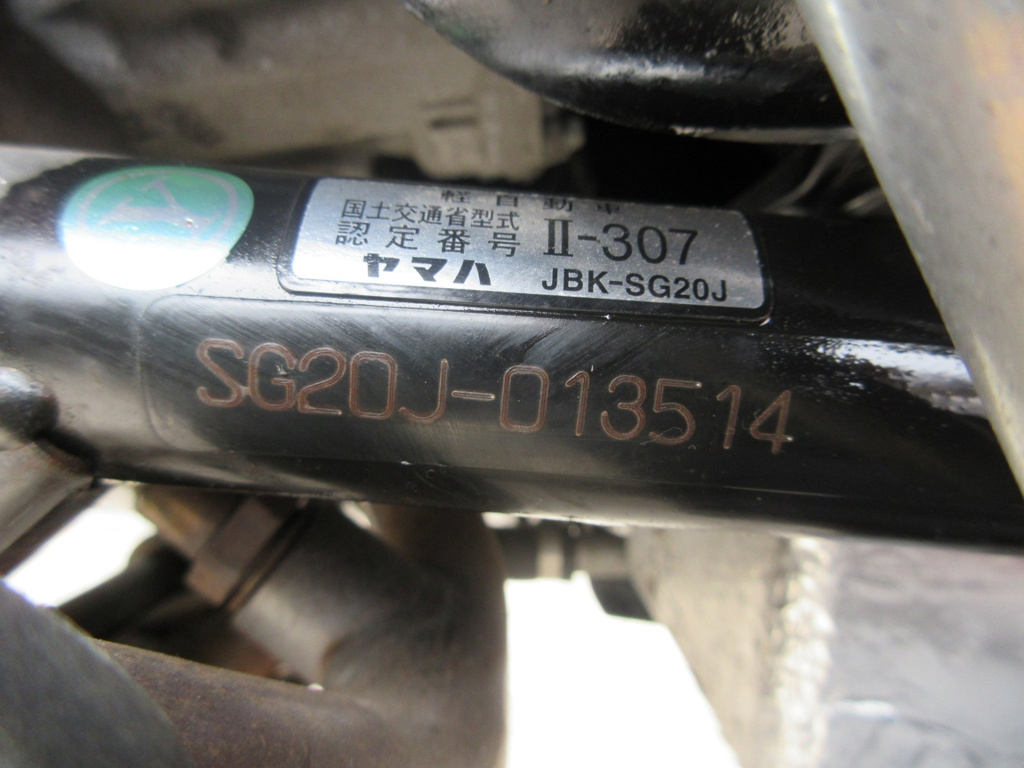 軽自動車
国土交通省型式
認定番号 II-307
ヤマハ JBK-SG20J
SG20J-013514